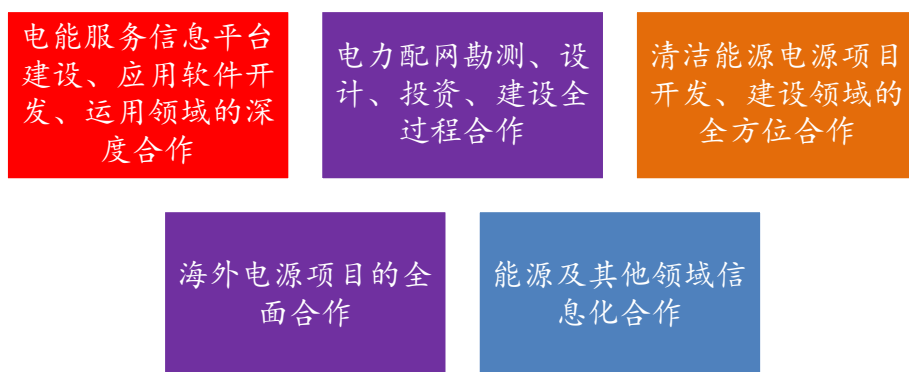 电能服务信息平台
建设、应用软件开
发、运用领域的深
度合作
电力配网勘测、设
计、投资、建设全
过程合作
清洁能源电源项目
开发、建设领域的
全方位合作
海外电源项目的全
面合作
能源及其他领域信
息化合作